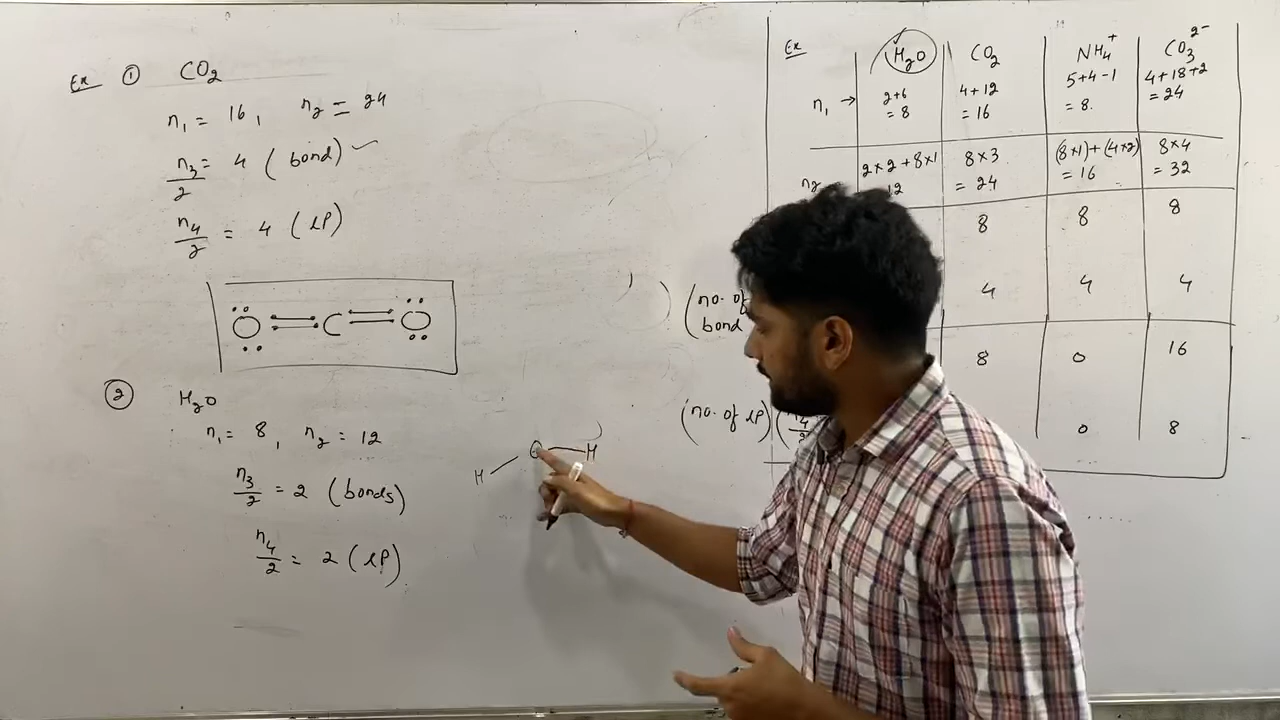 Ex ① CO₂
n₁ = 16, n₂ = 24
n₃/2 = 4 (bond) ✓
n₄/2 = 4 (lP)
O = C = O
② H₂O
n₁ = 8, n₂ = 12
n₃/2 = 2 (bonds)
n₄/2 = 2 (lP)
H O H
Ex H₂O CO₂ NH₄⁺ CO₃²⁻
n₁ → 2+6 4+12 5+4-1 4+18+2
= 8 = 16 = 8. = 24
n₂ 2×2+8×1 8×3 (8×1)+(4×2) 8×4
12 = 24 = 16 = 32
8 8 8
(no. of bond 4 4 4
8 0 16
(no. of lP) (n₄/2 0 8